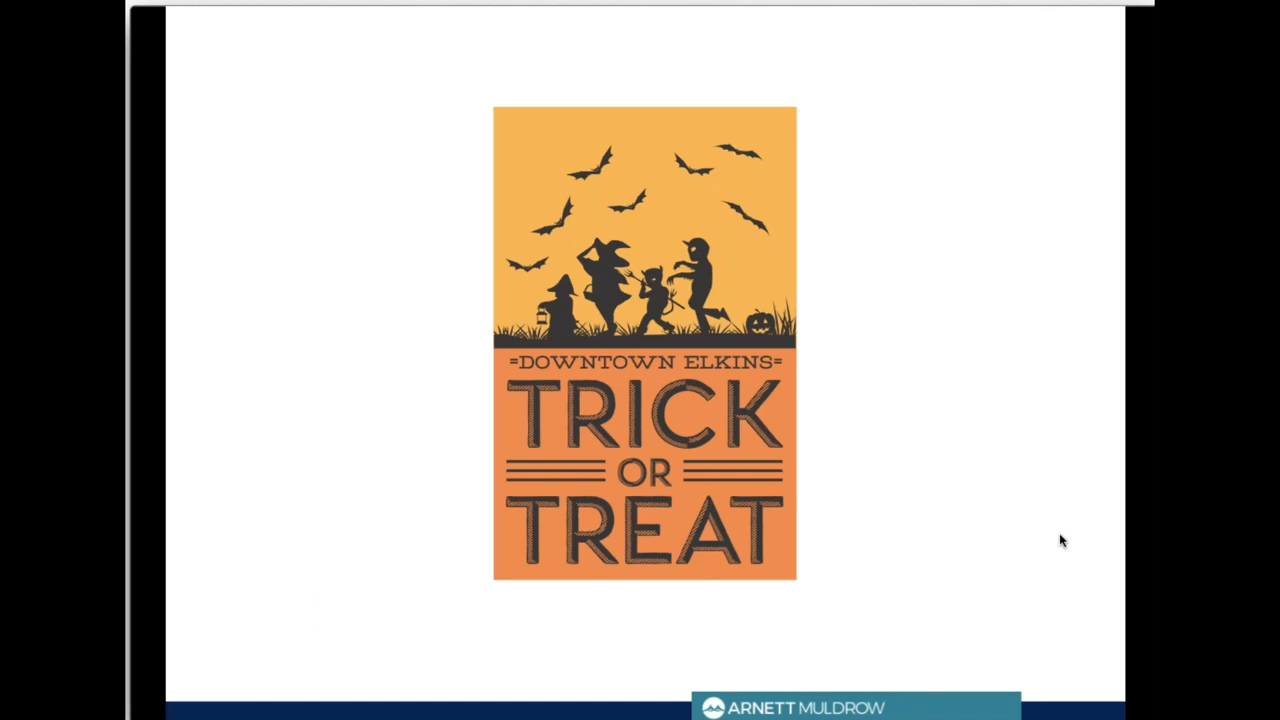 =DOWNTOWN ELKINS=
TRICK
OR
TREAT
ARNETT MULDROW